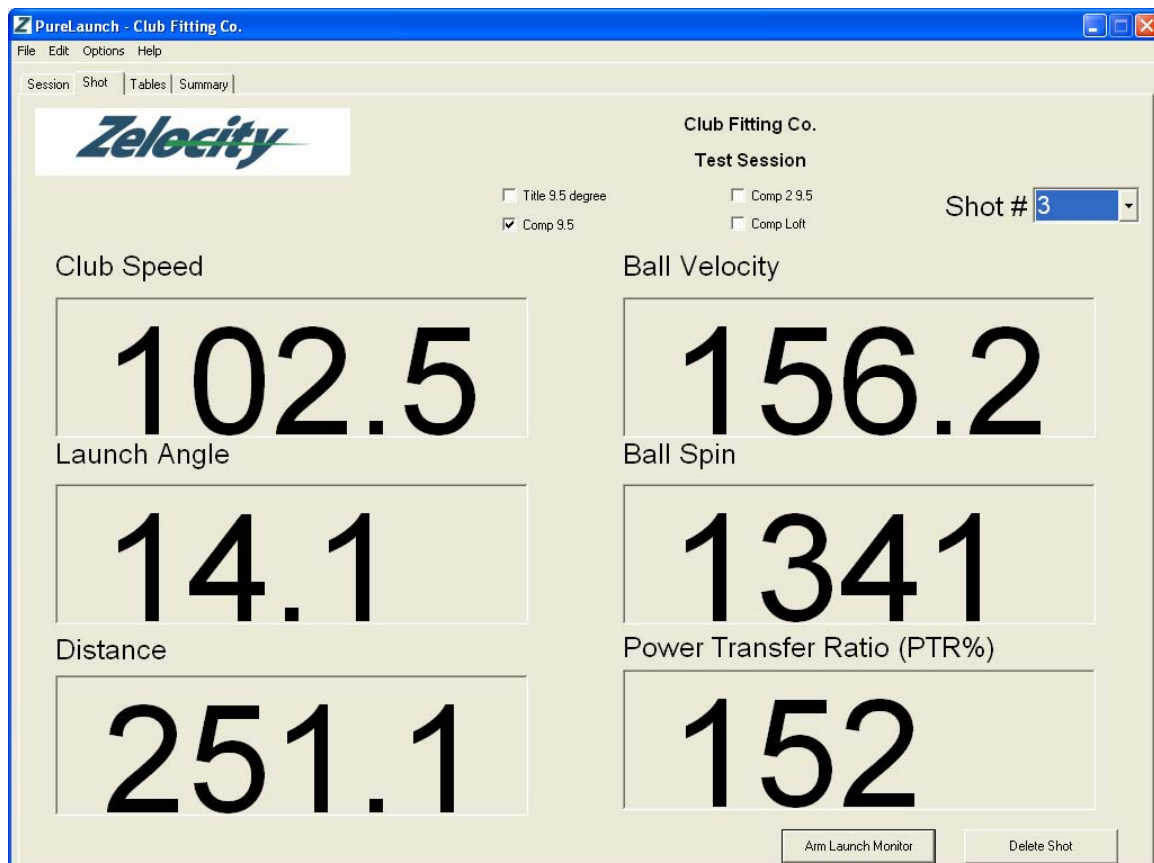 PureLaunch - Club Fitting Co.
File Edit Options Help
Session Shot Tables Summary
Zelocity
Club Fitting Co.
Test Session
Title 9.5 degree Comp 2 9.5
Comp 9.5 Comp Loft
Shot # 3
Club Speed Ball Velocity
102.5 156.2
Launch Angle Ball Spin
14.1 1341
Distance Power Transfer Ratio (PTR%)
251.1 152
Arm Launch Monitor Delete Shot